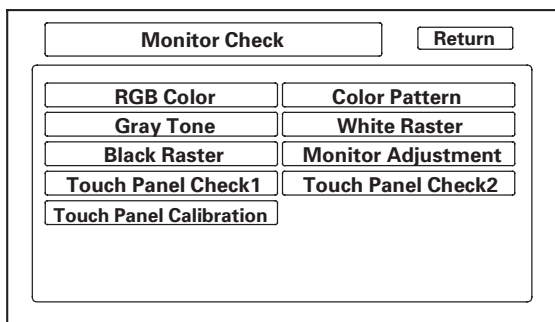 Monitor Check Return
RGB Color Color Pattern
Gray Tone White Raster
Black Raster Monitor Adjustment
Touch Panel Check1 Touch Panel Check2
Touch Panel Calibration